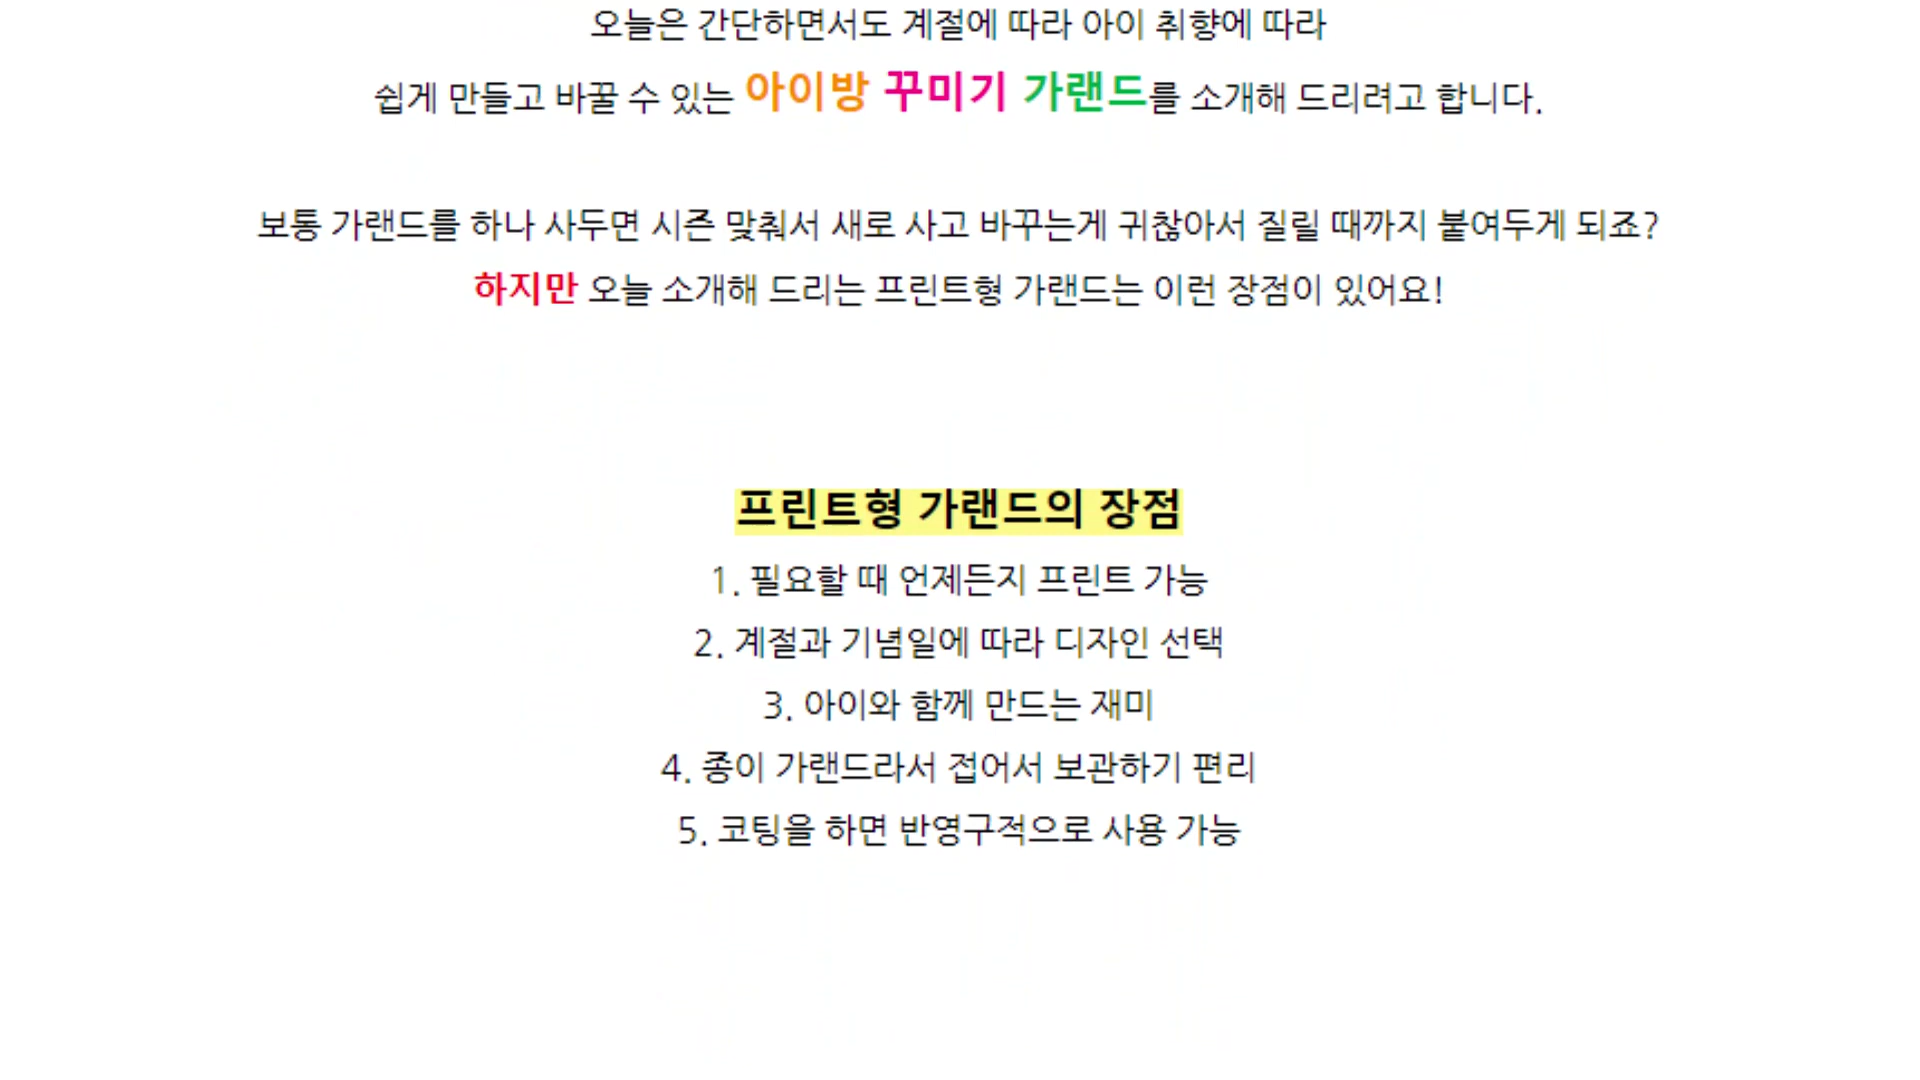 오늘은 간단하면서도 계절에 따라 아이 취향에 따라
쉽게 만들고 바꿀 수 있는 아이방 꾸미기 가랜드를 소개해 드리려고 합니다.
보통 가랜드를 하나 사두면 시즌 맞춰서 새로 사고 바꾸는게 귀찮아서 질릴 때까지 붙여두게 되죠?
하지만 오늘 소개해 드리는 프린트형 가랜드는 이런 장점이 있어요!
프린트형 가랜드의 장점
1. 필요할 때 언제든지 프린트 가능
2. 계절과 기념일에 따라 디자인 선택
3. 아이와 함께 만드는 재미
4. 종이 가랜드라서 접어서 보관하기 편리
5. 코팅을 하면 반영구적으로 사용 가능